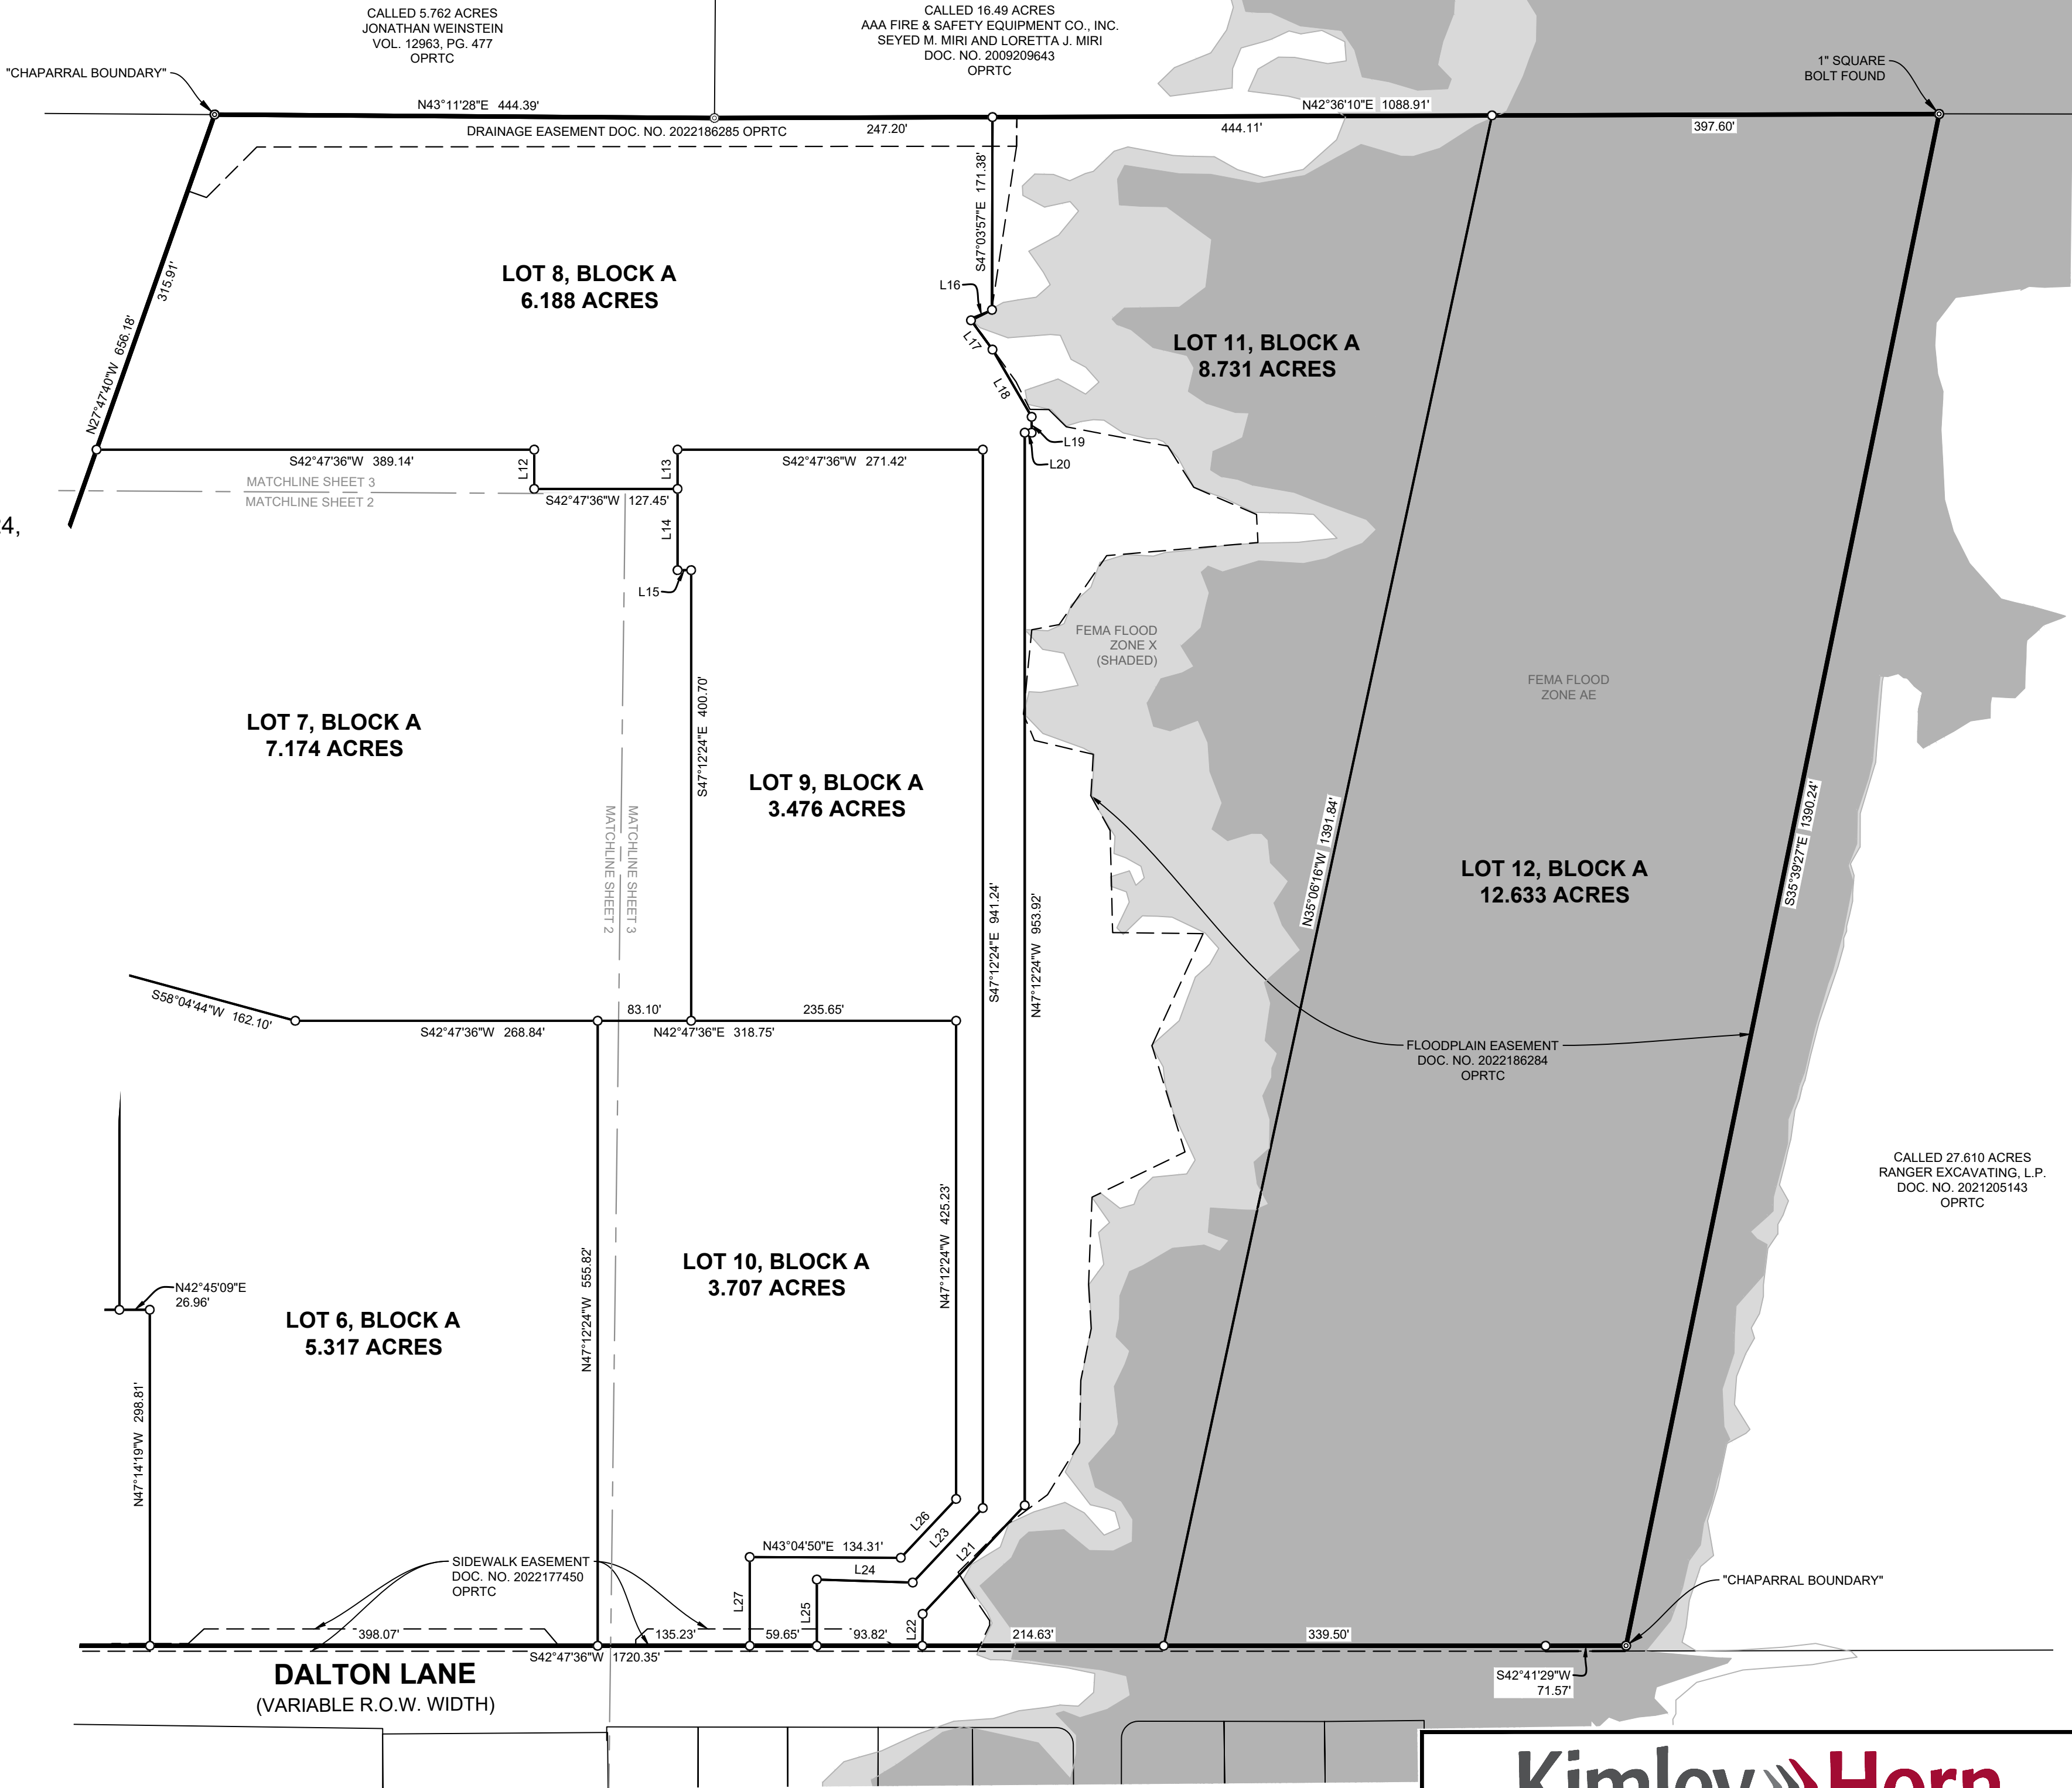 CALLED 5.762 ACRES
JONATHAN WEINSTEIN
VOL. 12963, PG. 477
OPRTC
CALLED 16.49 ACRES
AAA FIRE & SAFETY EQUIPMENT CO., INC.
SEYED M. MIRI AND LORETTA J. MIRI
DOC. NO. 2009209643
OPRTC
"CHAPARRAL BOUNDARY"
1" SQUARE
BOLT FOUND
N43°11'28"E 444.39'
N42°36'10"E 1088.91'
DRAINAGE EASEMENT DOC. NO. 2022186285 OPRTC
247.20'
444.11'
397.60'
S47°03'57"E 171.38'
315.91'
N27°47'40"W 656.18'
LOT 8, BLOCK A
6.188 ACRES
L16
L17
L18
L19
L20
LOT 11, BLOCK A
8.731 ACRES
S42°47'36"W 389.14'
L12
L13
S42°47'36"W 271.42'
MATCHLINE SHEET 3
MATCHLINE SHEET 2
S42°47'36"W 127.45'
L14
L15
4,
FEMA FLOOD
ZONE X
(SHADED)
FEMA FLOOD
ZONE AE
S47°12'24"E 400.70'
LOT 7, BLOCK A
7.174 ACRES
LOT 9, BLOCK A
3.476 ACRES
MATCHLINE SHEET 2
MATCHLINE SHEET 3
S47°12'24"E 941.24'
N47°12'24"W 953.92'
N35°06'16"W 1391.84'
S35°39'27"E 1390.24'
LOT 12, BLOCK A
12.633 ACRES
S58°04'44"W 162.10'
83.10'
235.65'
S42°47'36"W 268.84'
N42°47'36"E 318.75'
FLOODPLAIN EASEMENT
DOC. NO. 2022186284
OPRTC
CALLED 27.610 ACRES
RANGER EXCAVATING, L.P.
DOC. NO. 2021205143
OPRTC
N47°12'24"W 425.23'
N47°12'24"W 555.82'
LOT 10, BLOCK A
3.707 ACRES
N42°45'09"E
26.96'
LOT 6, BLOCK A
5.317 ACRES
N47°14'19"W 298.81'
L26
L23
L21
N43°04'50"E 134.31'
L24
L27
L25
L22
SIDEWALK EASEMENT
DOC. NO. 2022177450
OPRTC
"CHAPARRAL BOUNDARY"
398.07'
135.23'
59.65'
93.82'
214.63'
339.50'
S42°47'36"W 1720.35'
S42°41'29"W
71.57'
DALTON LANE
(VARIABLE R.O.W. WIDTH)
Kimley»Horn